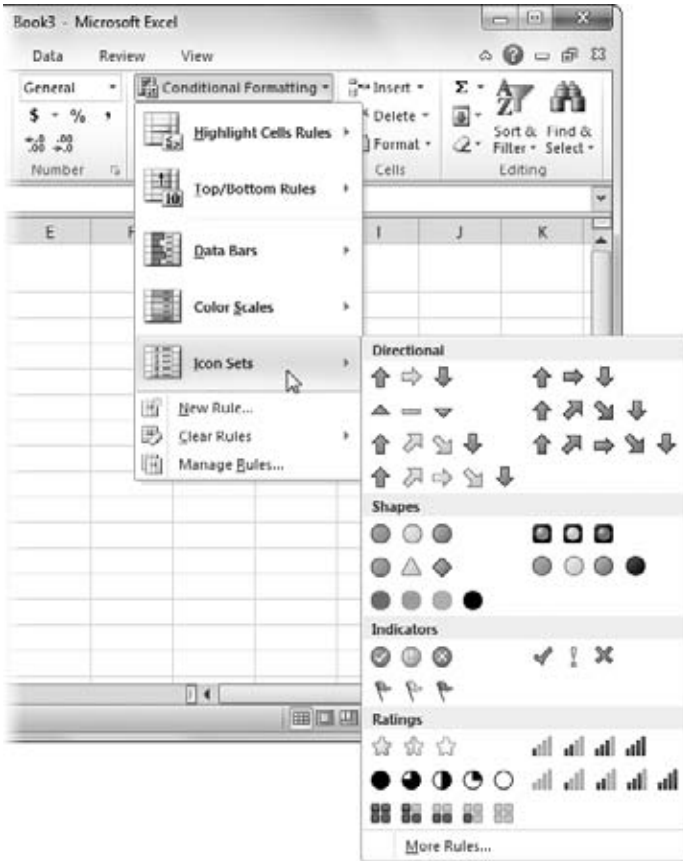 Book3 - Microsoft Excel
Data Review View
General
Conditional Formatting
Insert
Delete
Format
$ - % ,
.00 .00
Σ
Sort & Filter
Find & Select
Number
Cells
Editing
E F I J K
Highlight Cells Rules
Top/Bottom Rules
Data Bars
Color Scales
Icon Sets
New Rule...
Clear Rules
Manage Rules...
Directional
Shapes
Indicators
Ratings
More Rules...